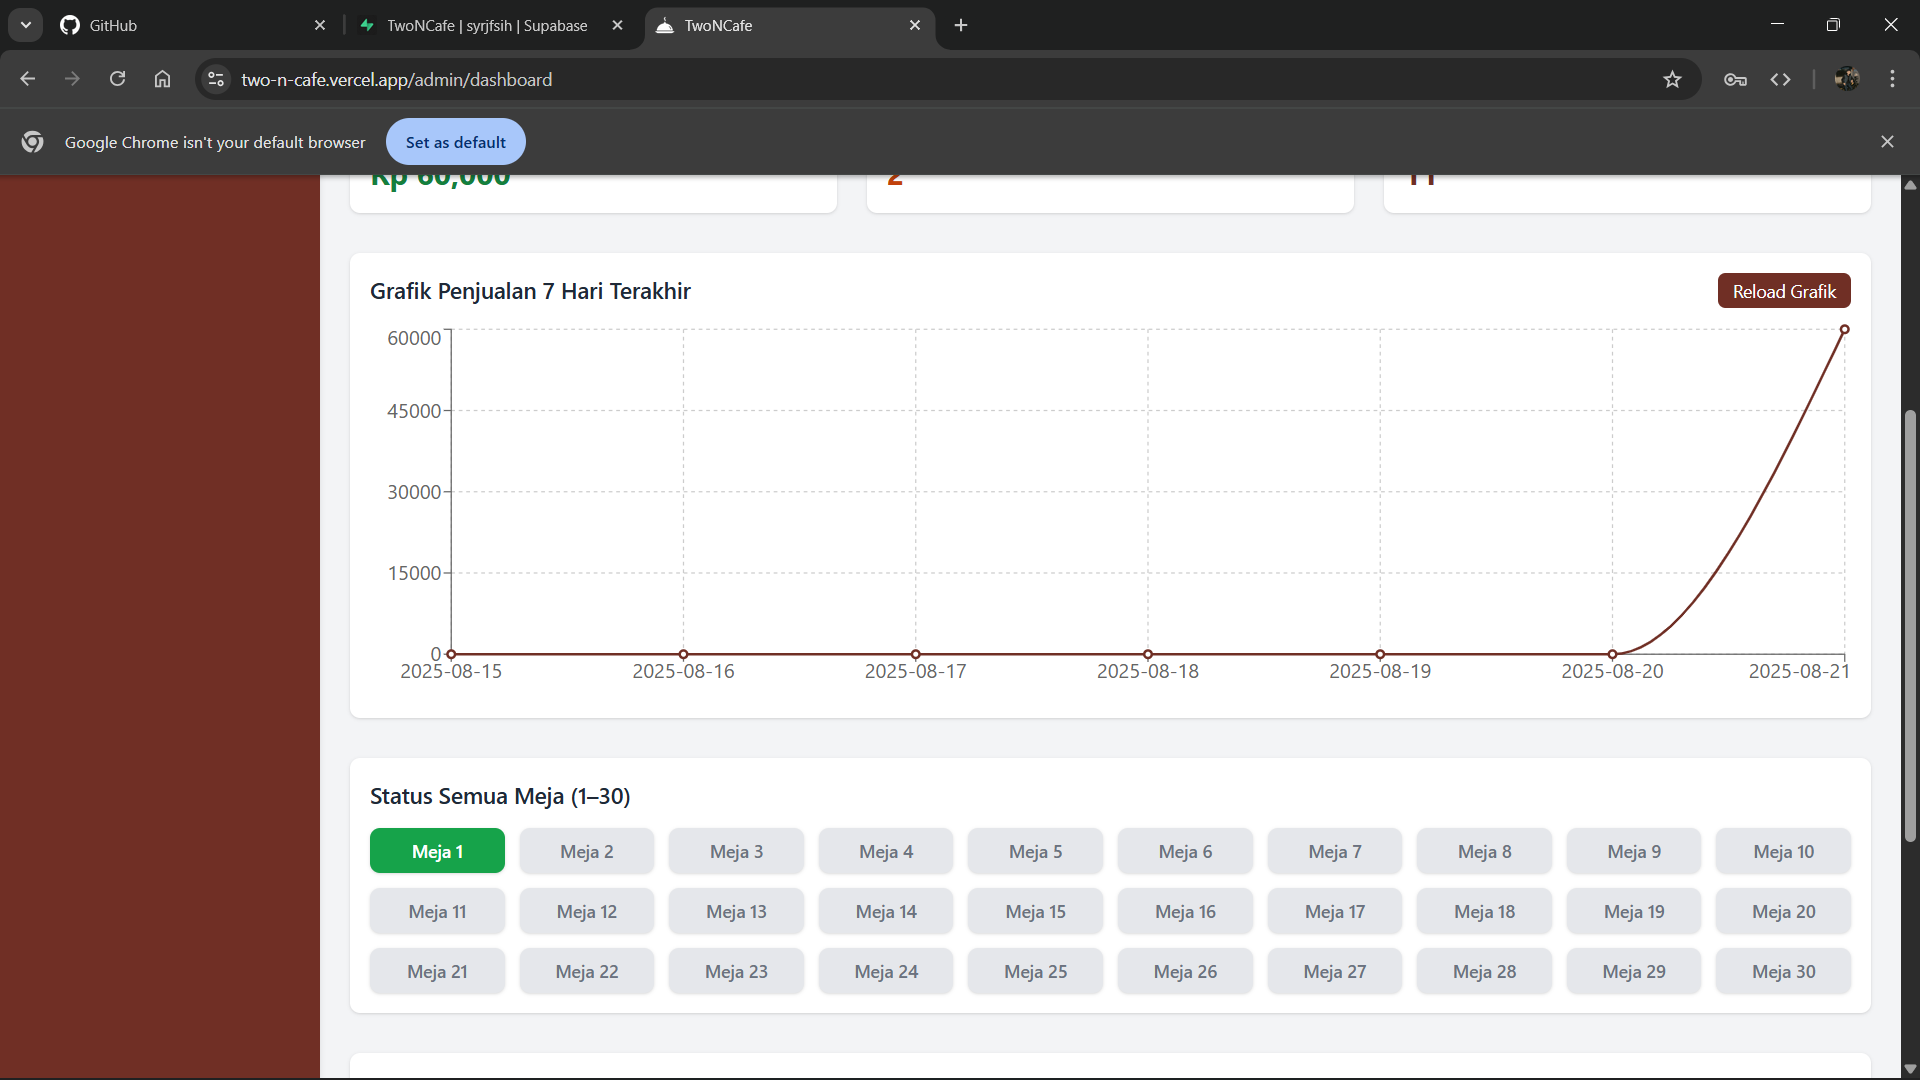 GitHub
TwoNCafe | syrjfsih | Supabase
TwoNCafe
two-n-cafe.vercel.app/admin/dashboard
Google Chrome isn't your default browser
Set as default
Rp 60,000
2
11
Grafik Penjualan 7 Hari Terakhir
Reload Grafik
60000
45000
30000
15000
0
2025-08-15 2025-08-16 2025-08-17 2025-08-18 2025-08-19 2025-08-20 2025-08-21
Status Semua Meja (1–30)
Meja 1 Meja 2 Meja 3 Meja 4 Meja 5 Meja 6 Meja 7 Meja 8 Meja 9 Meja 10
Meja 11 Meja 12 Meja 13 Meja 14 Meja 15 Meja 16 Meja 17 Meja 18 Meja 19 Meja 20
Meja 21 Meja 22 Meja 23 Meja 24 Meja 25 Meja 26 Meja 27 Meja 28 Meja 29 Meja 30